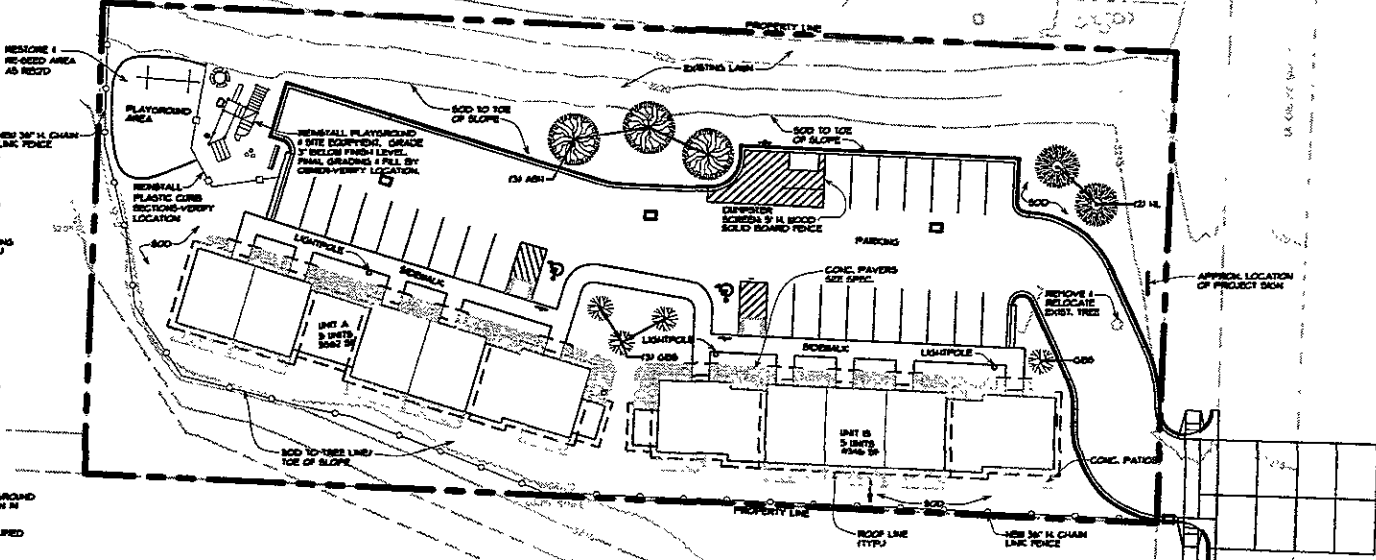 PROPERTY LINE
RESTORE &
RE-SEED AREA
AS REQ'D
EXISTING LAWN
PLAYGROUND
AREA
SOD TO TOE
OF SLOPE
NEW 36" H. CHAIN
LINK FENCE
REINSTALL PLAYGROUND
& SITE EQUIPMENT, GRADE
3" BELOW FINISH LEVEL.
FINAL GRADING & FILL BY
OWNER-VERIFY LOCATION.
SOD TO TOE
OF SLOPE
(3) ASH
REINSTALL
PLASTIC CURB
SECTIONS-VERIFY
LOCATION
SOD
(2) HL
DUMPSTER
SCREEN: 5' H. WOOD
SOLID BOARD FENCE
PARKING
SOD
LIGHTPOLE
SIDEWALK
CONC. PAVERS
SEE SPEC.
APPROX. LOCATION
OF PROJECT SIGN
REMOVE &
RELOCATE
EXIST. TREE
UNIT A
5 UNITS
LIGHTPOLE
SIDEWALK
LIGHTPOLE
(3) GBS
GBS
UNIT B
5 UNITS
SOD TO TREE LINE/
TOE OF SLOPE
CONC. PATIOS
SOD
PROPERTY LINE
ROOF LINE
(TYP.)
NEW 36" H. CHAIN
LINK FENCE